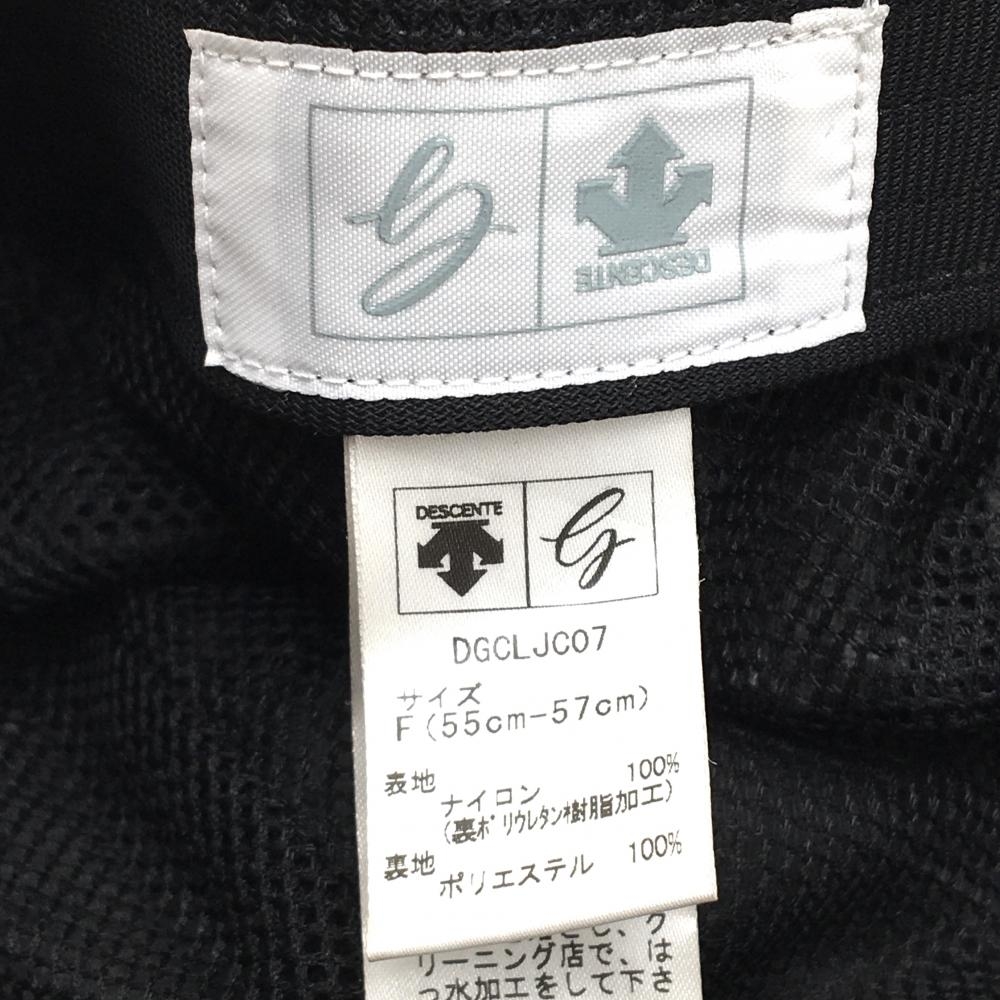 DESCENTE
DESCENTE
DGCLJC07
サイズ
F(55cm-57cm)
表地 100%
ナイロン
(裏ポリウレタン樹脂加工)
裏地 100%
ポリエステル
し、ク
リーニング店で、は
っ水加工をして下さ